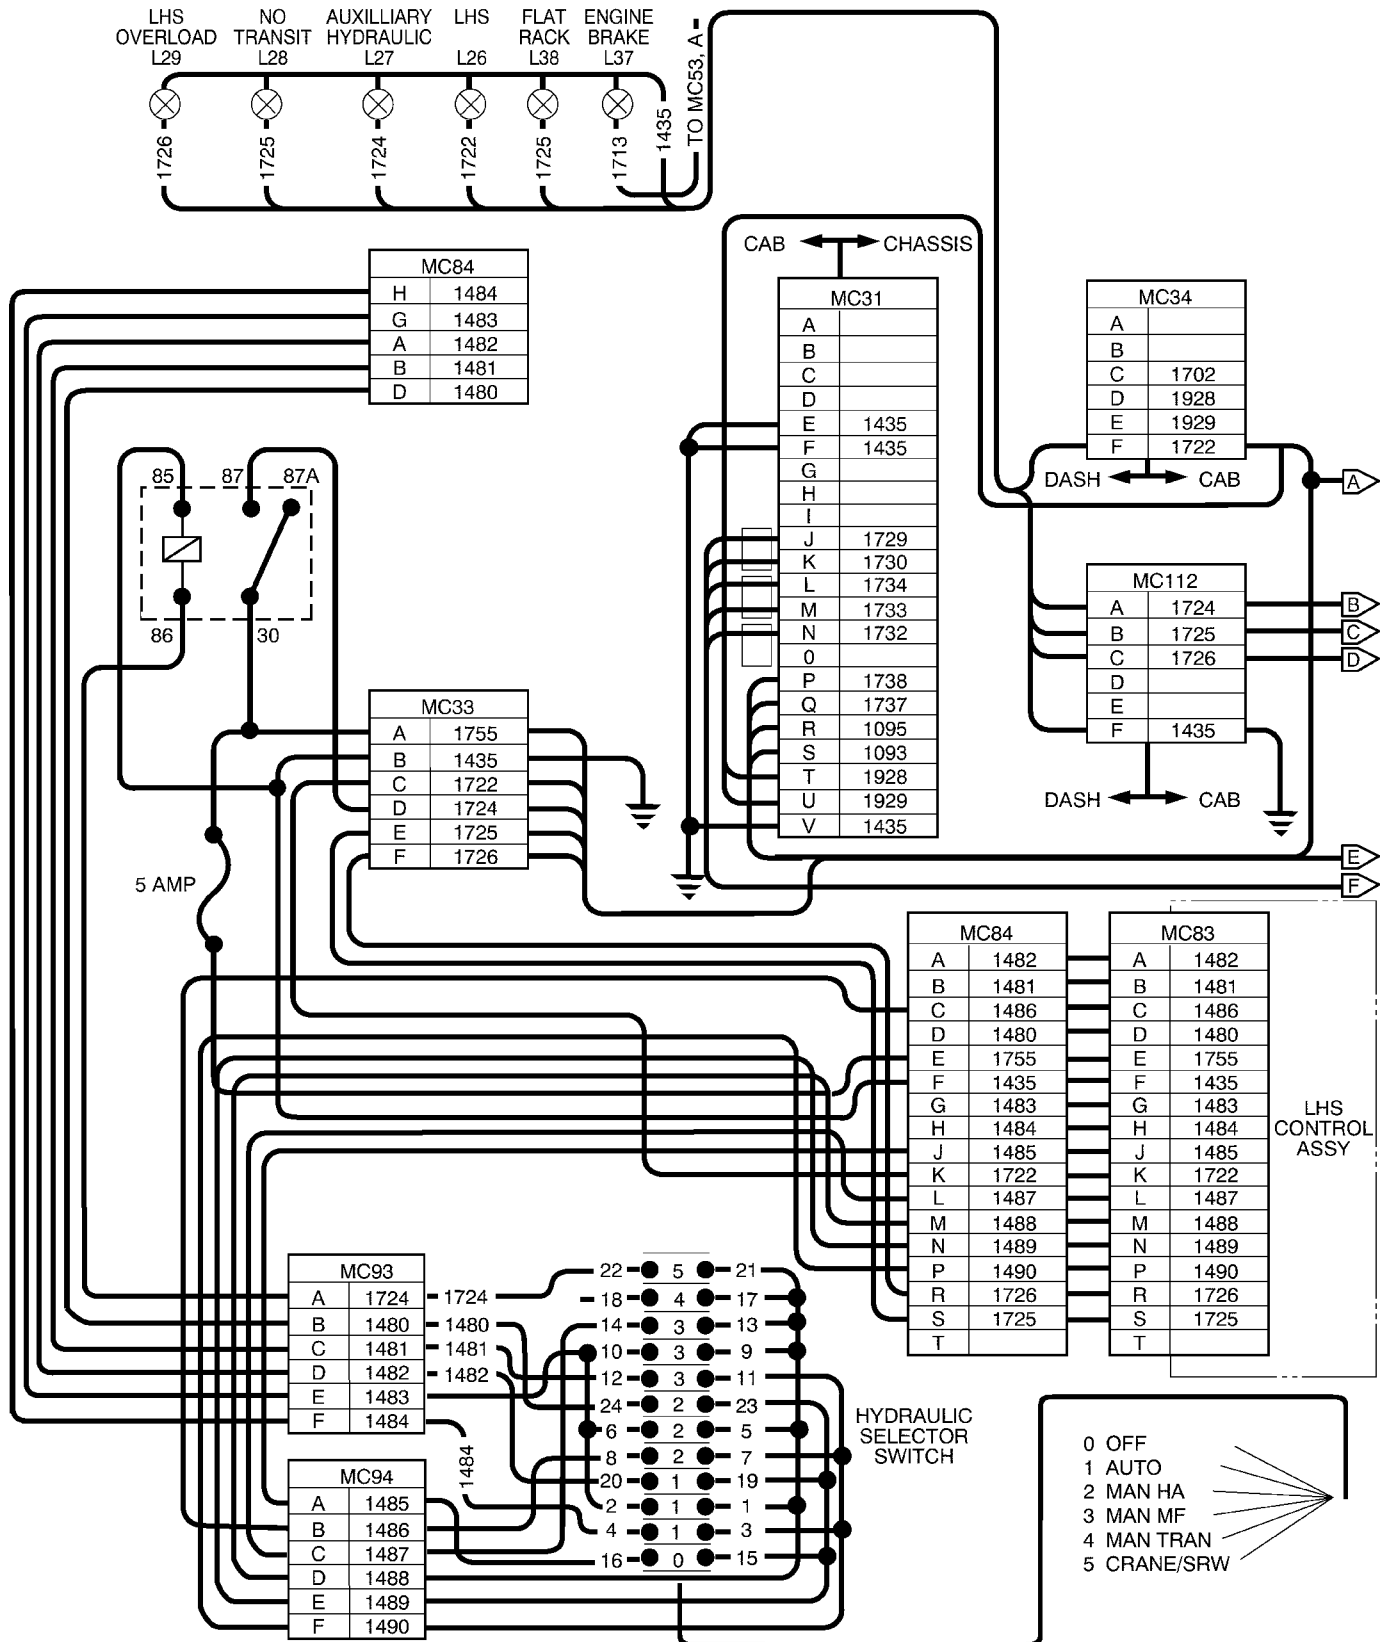 LHS OVERLOAD L29
NO TRANSIT L28
AUXILLIARY HYDRAULIC L27
LHS L26
FLAT RACK L38
ENGINE BRAKE L37
1726
1725
1724
1722
1725
1713
1435
TO MC53, A
MC84
H 1484
G 1483
A 1482
B 1481
D 1480
CAB CHASSIS
MC31
A
B
C
D
E 1435
F 1435
G
H
I
J 1729
K 1730
L 1734
M 1733
N 1732
0
P 1738
Q 1737
R 1095
S 1093
T 1928
U 1929
V 1435
MC34
A
B
C 1702
D 1928
E 1929
F 1722
DASH CAB
A
MC112
A 1724
B 1725
C 1726
D
E
F 1435
DASH CAB
B
C
D
E
F
85 87 87A
86 30
5 AMP
MC33
A 1755
B 1435
C 1722
D 1724
E 1725
F 1726
MC84
A 1482
B 1481
C 1486
D 1480
E 1755
F 1435
G 1483
H 1484
J 1485
K 1722
L 1487
M 1488
N 1489
P 1490
R 1726
S 1725
T
MC83
A 1482
B 1481
C 1486
D 1480
E 1755
F 1435
G 1483
H 1484
J 1485
K 1722
L 1487
M 1488
N 1489
P 1490
R 1726
S 1725
T
LHS
CONTROL
ASSY
MC93
A 1724 1724
B 1480 1480
C 1481 1481
D 1482 1482
E 1483
F 1484
1484
MC94
A 1485
B 1486
C 1487
D 1488
E 1489
F 1490
22 5 21
18 4 17
14 3 13
10 3 9
12 3 11
24 2 23
6 2 5
8 2 7
20 1 19
2 1 1
4 1 3
16 0 15
HYDRAULIC
SELECTOR
SWITCH
0 OFF
1 AUTO
2 MAN HA
3 MAN MF
4 MAN TRAN
5 CRANE/SRW